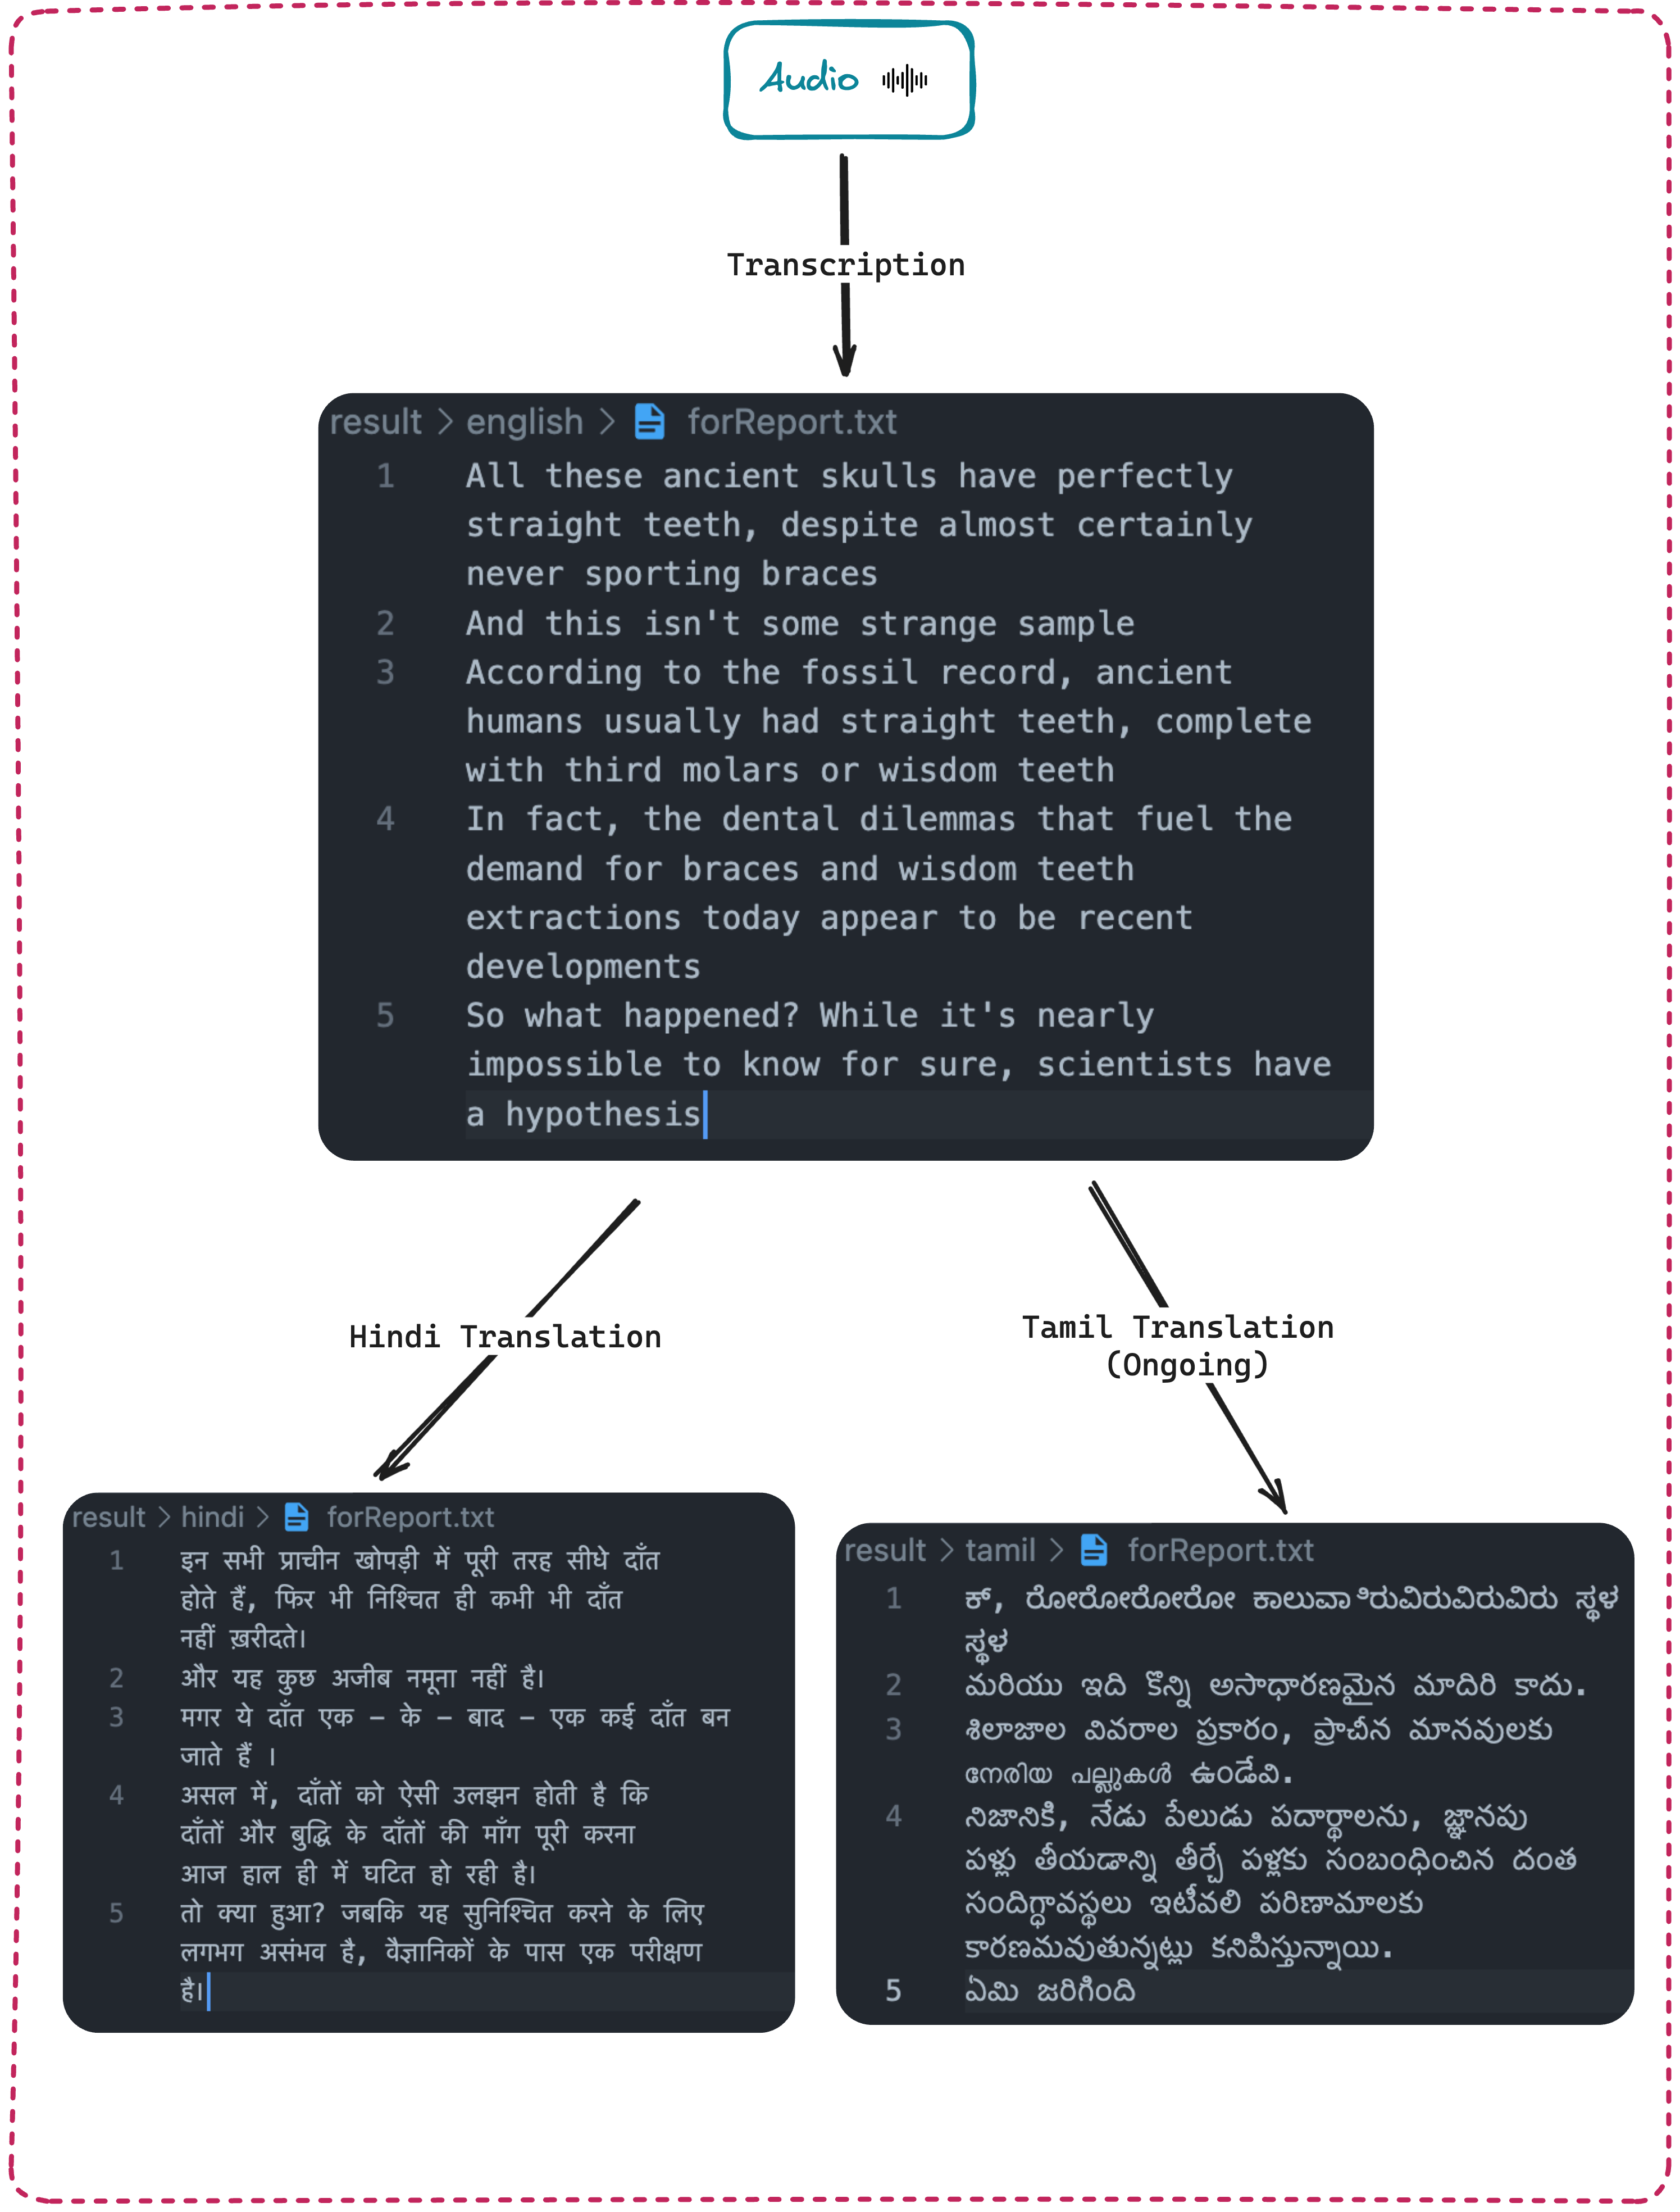 Audio
Transcription
result > english > forReport.txt
1 All these ancient skulls have perfectly
straight teeth, despite almost certainly
never sporting braces
2 And this isn't some strange sample
3 According to the fossil record, ancient
humans usually had straight teeth, complete
with third molars or wisdom teeth
4 In fact, the dental dilemmas that fuel the
demand for braces and wisdom teeth
extractions today appear to be recent
developments
5 So what happened? While it's nearly
impossible to know for sure, scientists have
a hypothesis
Hindi Translation
Tamil Translation
(Ongoing)
result > hindi > forReport.txt
1 इन सभी प्राचीन खोपड़ी में पूरी तरह सीधे दाँत
होते हैं, फिर भी निश्चित ही कभी भी दाँत
नहीं ख़रीदते।
2 और यह कुछ अजीब नमूना नहीं है।
3 मगर ये दाँत एक – के – बाद – एक कई दाँत बन
जाते हैं ।
4 असल में, दाँतों को ऐसी उलझन होती है कि
दाँतों और बुद्धि के दाँतों की माँग पूरी करना
आज हाल ही में घटित हो रही है।
5 तो क्या हुआ? जबकि यह सुनिश्चित करने के लिए
लगभग असंभव है, वैज्ञानिकों के पास एक परीक्षण
है।
result > tamil > forReport.txt
1 ಕ್, ರೋರೋರೋರೋ ಸ್ಥಳ
ಸ್ಥಳ
2 మరియు ఇది కొన్ని అసాధారణమైన మాదిరి కాదు.
3 శిలాజాల వివరాల ప్రకారం, ప్రాచీన మానవులకు
നേരിയ പല്ലുകൾ ఉండేవి.
4 నిజానికి, నేడు పేలుడు పదార్థాలను, జ్ఞానపు
పళ్లు తీయడాన్ని తీర్చే పళ్లకు సంబంధించిన దంత
సందిగ్ధావస్థలు ఇటీవలి పరిణామాలకు
కారణమవుతున్నట్లు కనిపిస్తున్నాయి.
5 ఏమి జరిగింది